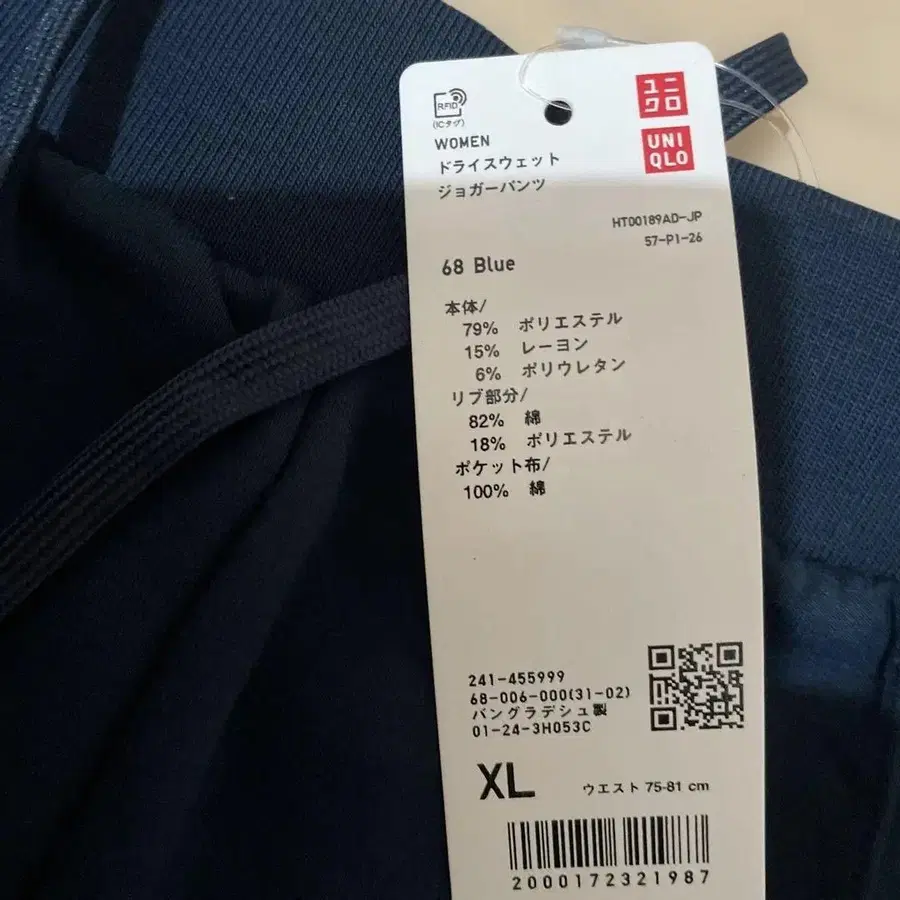 RFID
(ICタグ)
ユニ
クロ
UNI
QLO
WOMEN
ドライスウェット
ジョガーパンツ
HT00189AD-JP
57-P1-26
68 Blue
本体/
79% ポリエステル
15% レーヨン
6% ポリウレタン
リブ部分/
82% 綿
18% ポリエステル
ポケット布/
100% 綿
241-455999
68-006-000(31-02)
バングラデシュ製
01-24-3H053C
XL ウエスト 75-81 cm
2000172321987